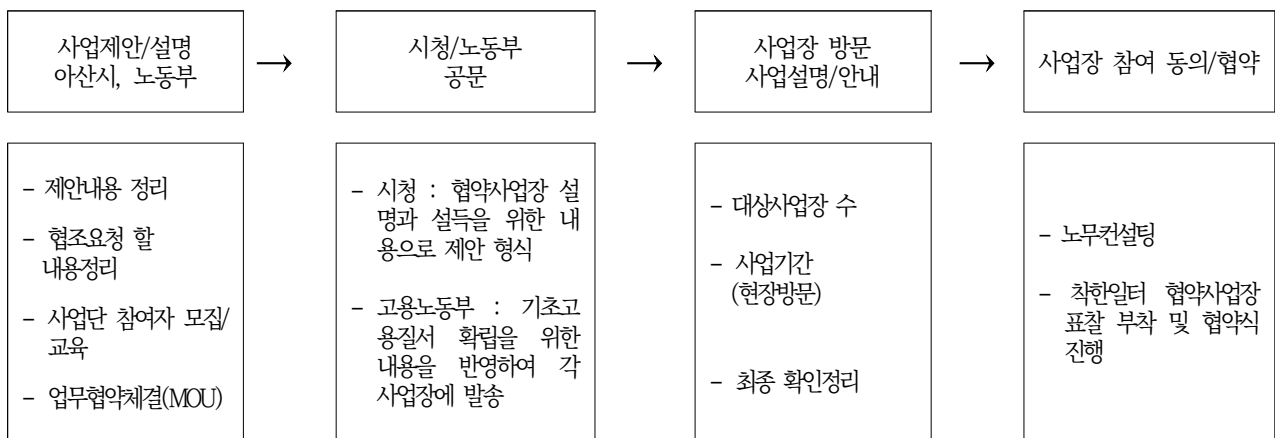 사업제안/설명
아산시, 노동부
→
시청/노동부
공문
→
사업장 방문
사업설명/안내
→
사업장 참여 동의/협약
- 제안내용 정리
- 협조요청 할
내용정리
- 사업단 참여자 모집/
교육
- 업무협약체결(MOU)
- 시청 : 협약사업장 설
명과 설득을 위한 내
용으로 제안 형식
- 고용노동부 : 기초고
용질서 확립을 위한
내용을 반영하여 각
사업장에 발송
- 대상사업장 수
- 사업기간
(현장방문)
- 최종 확인정리
- 노무컨설팅
- 착한일터 협약사업장
표찰 부착 및 협약식
진행